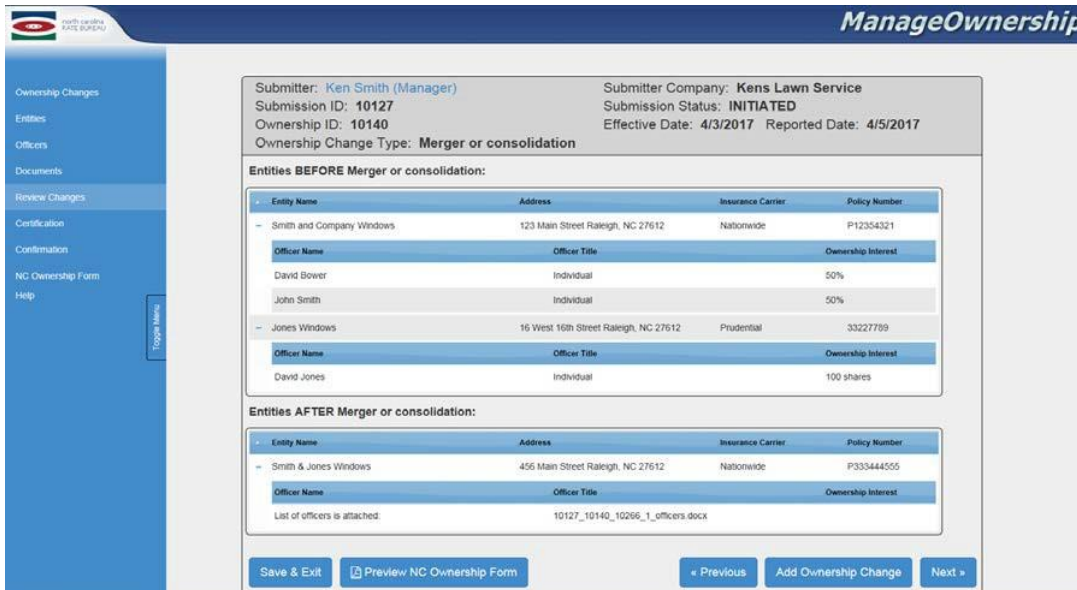 north carolina
RATE BUREAU
ManageOwnership
Ownership Changes
Entities
Officers
Documents
Review Changes
Certification
Confirmation
NC Ownership Form
Help
Toggle Menu
Submitter: Ken Smith (Manager) Submitter Company: Kens Lawn Service
Submission ID: 10127 Submission Status: INITIATED
Ownership ID: 10140 Effective Date: 4/3/2017 Reported Date: 4/5/2017
Ownership Change Type: Merger or consolidation
Entities BEFORE Merger or consolidation:
Entity Name Address Insurance Carrier Policy Number
Smith and Company Windows 123 Main Street Raleigh, NC 27612 Nationwide P12354321
Officer Name Officer Title Ownership Interest
David Bower Individual 50%
John Smith Individual 50%
Jones Windows 16 West 16th Street Raleigh, NC 27612 Prudential 33227789
Officer Name Officer Title Ownership Interest
David Jones Individual 100 shares
Entities AFTER Merger or consolidation:
Entity Name Address Insurance Carrier Policy Number
Smith & Jones Windows 456 Main Street Raleigh, NC 27612 Nationwide P333444555
Officer Name Officer Title Ownership Interest
List of officers is attached: 10127_10140_10266_1_officers.docx
Save & Exit Preview NC Ownership Form « Previous Add Ownership Change Next »